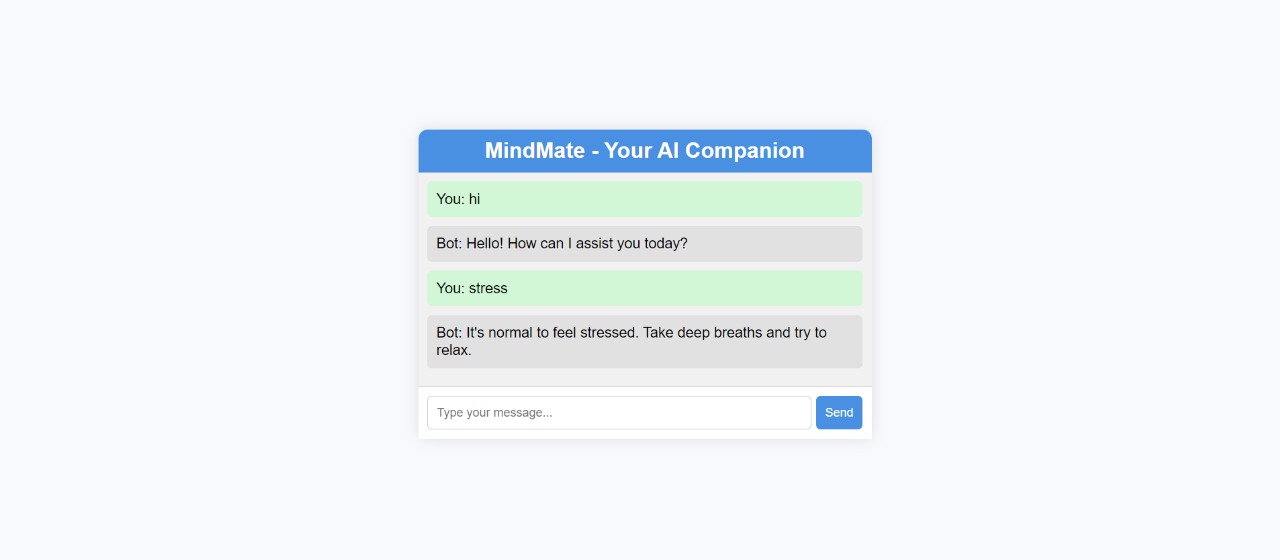 MindMate - Your AI Companion
You: hi
Bot: Hello! How can I assist you today?
You: stress
Bot: It's normal to feel stressed. Take deep breaths and try to
relax.
Type your message...
Send